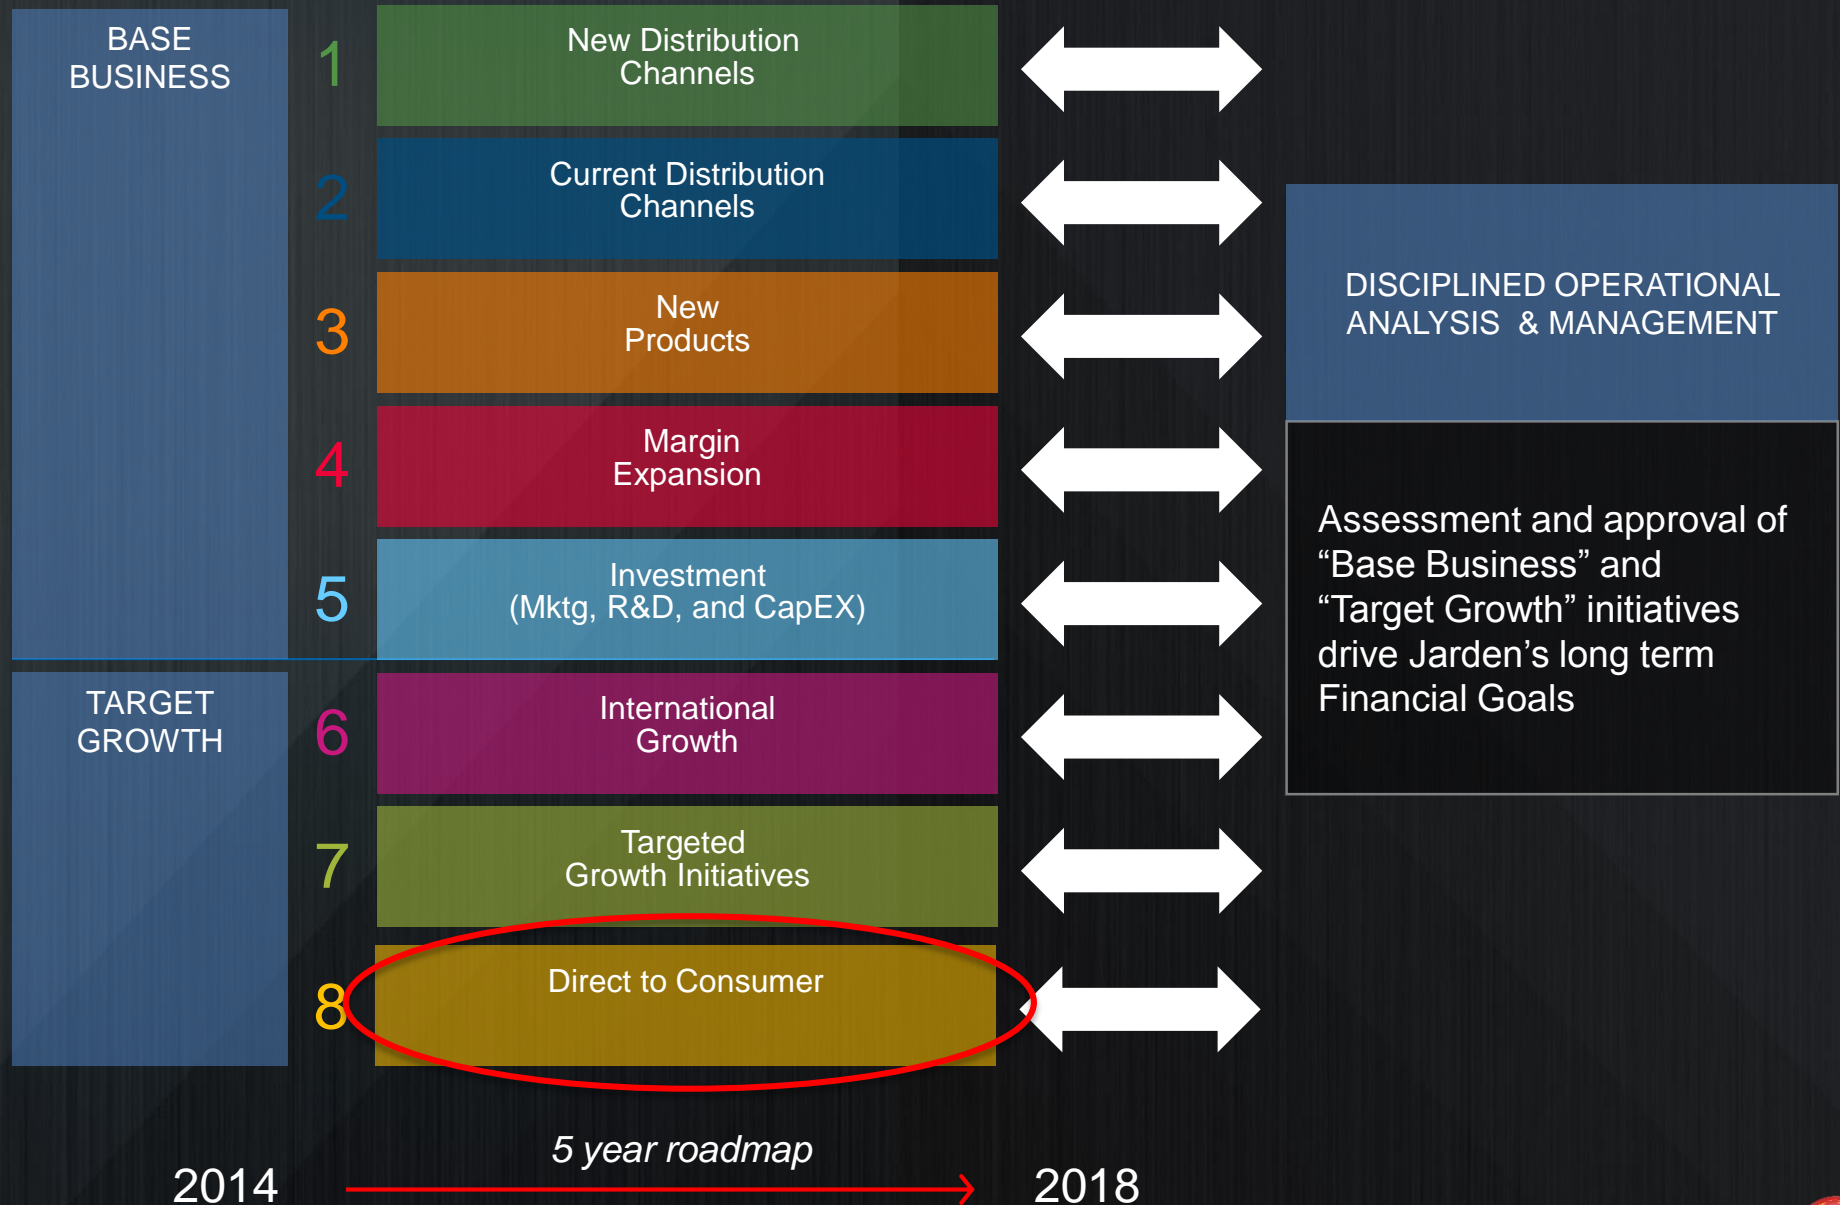 BASE
BUSINESS
1
New Distribution
Channels
2
Current Distribution
Channels
3
New
Products
4
Margin
Expansion
5
Investment
(Mktg, R&D, and CapEX)
TARGET
GROWTH
6
International
Growth
7
Targeted
Growth Initiatives
8
Direct to Consumer
DISCIPLINED OPERATIONAL
ANALYSIS & MANAGEMENT
Assessment and approval of
“Base Business” and
“Target Growth” initiatives
drive Jarden’s long term
Financial Goals
5 year roadmap
2014
2018